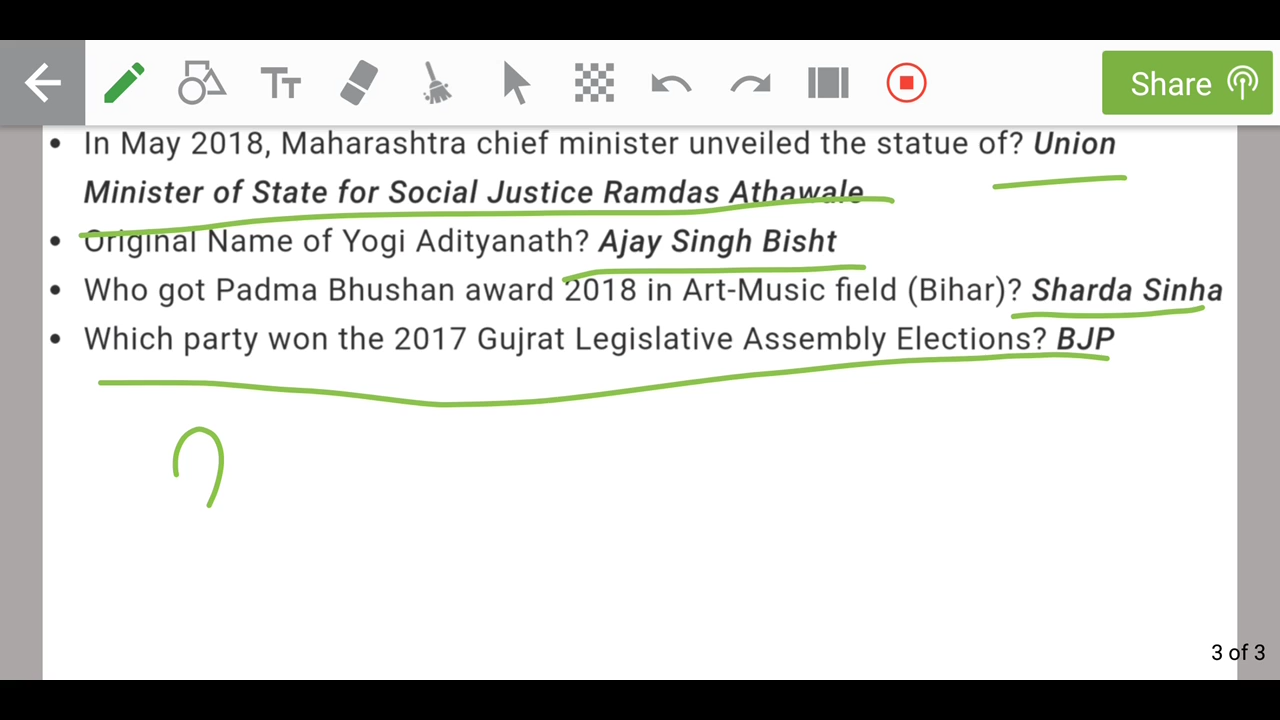 Share
• In May 2018, Maharashtra chief minister unveiled the statue of? Union
Minister of State for Social Justice Ramdas Athawale
• Original Name of Yogi Adityanath? Ajay Singh Bisht
• Who got Padma Bhushan award 2018 in Art-Music field (Bihar)? Sharda Sinha
• Which party won the 2017 Gujrat Legislative Assembly Elections? BJP
3 of 3